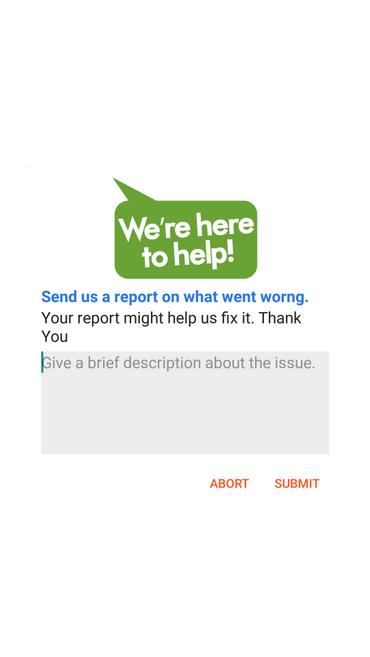 We're here
to help!
Send us a report on what went worng.
Your report might help us fix it. Thank
You
Give a brief description about the issue.
ABORT SUBMIT